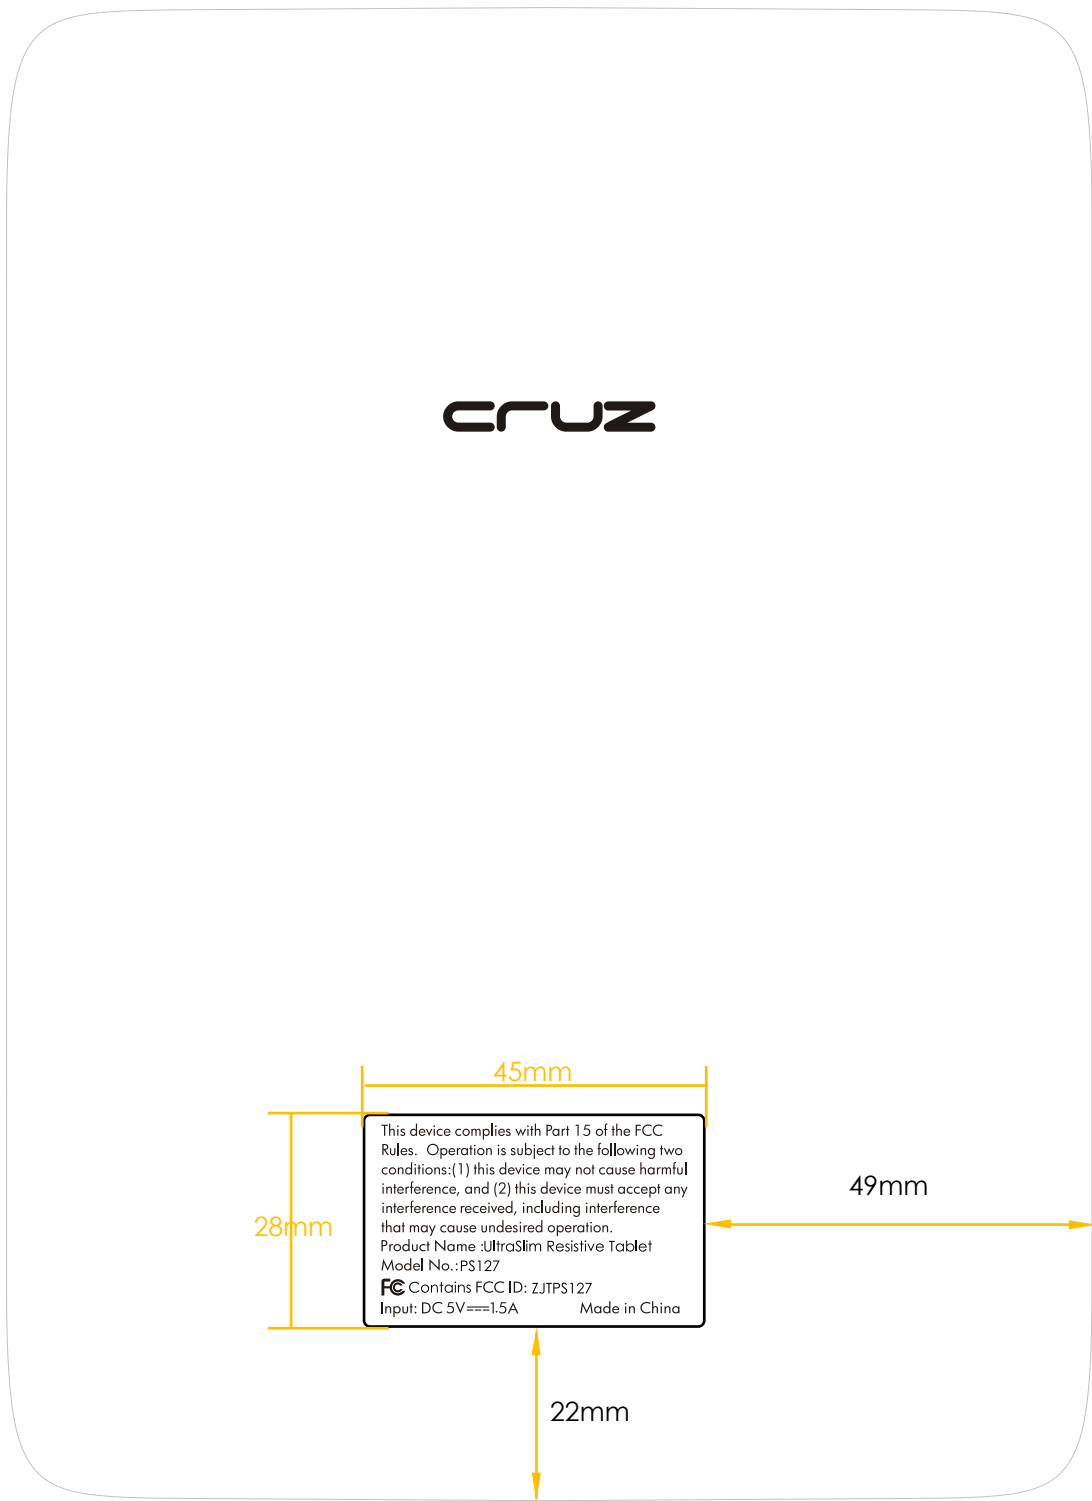 cruz
45mm
This device complies with Part 15 of the FCC
Rules.  Operation is subject to the following two
conditions:(1) this device may not cause harmful
interference, and (2) this device must accept any
interference received, including interference
that may cause undesired operation.
Product Name :UltraSlim Resistive Tablet
Model No.:PS127
FC Contains FCC ID: ZJTPS127
Input: DC 5V⎓1.5A Made in China
28mm
49mm
22mm